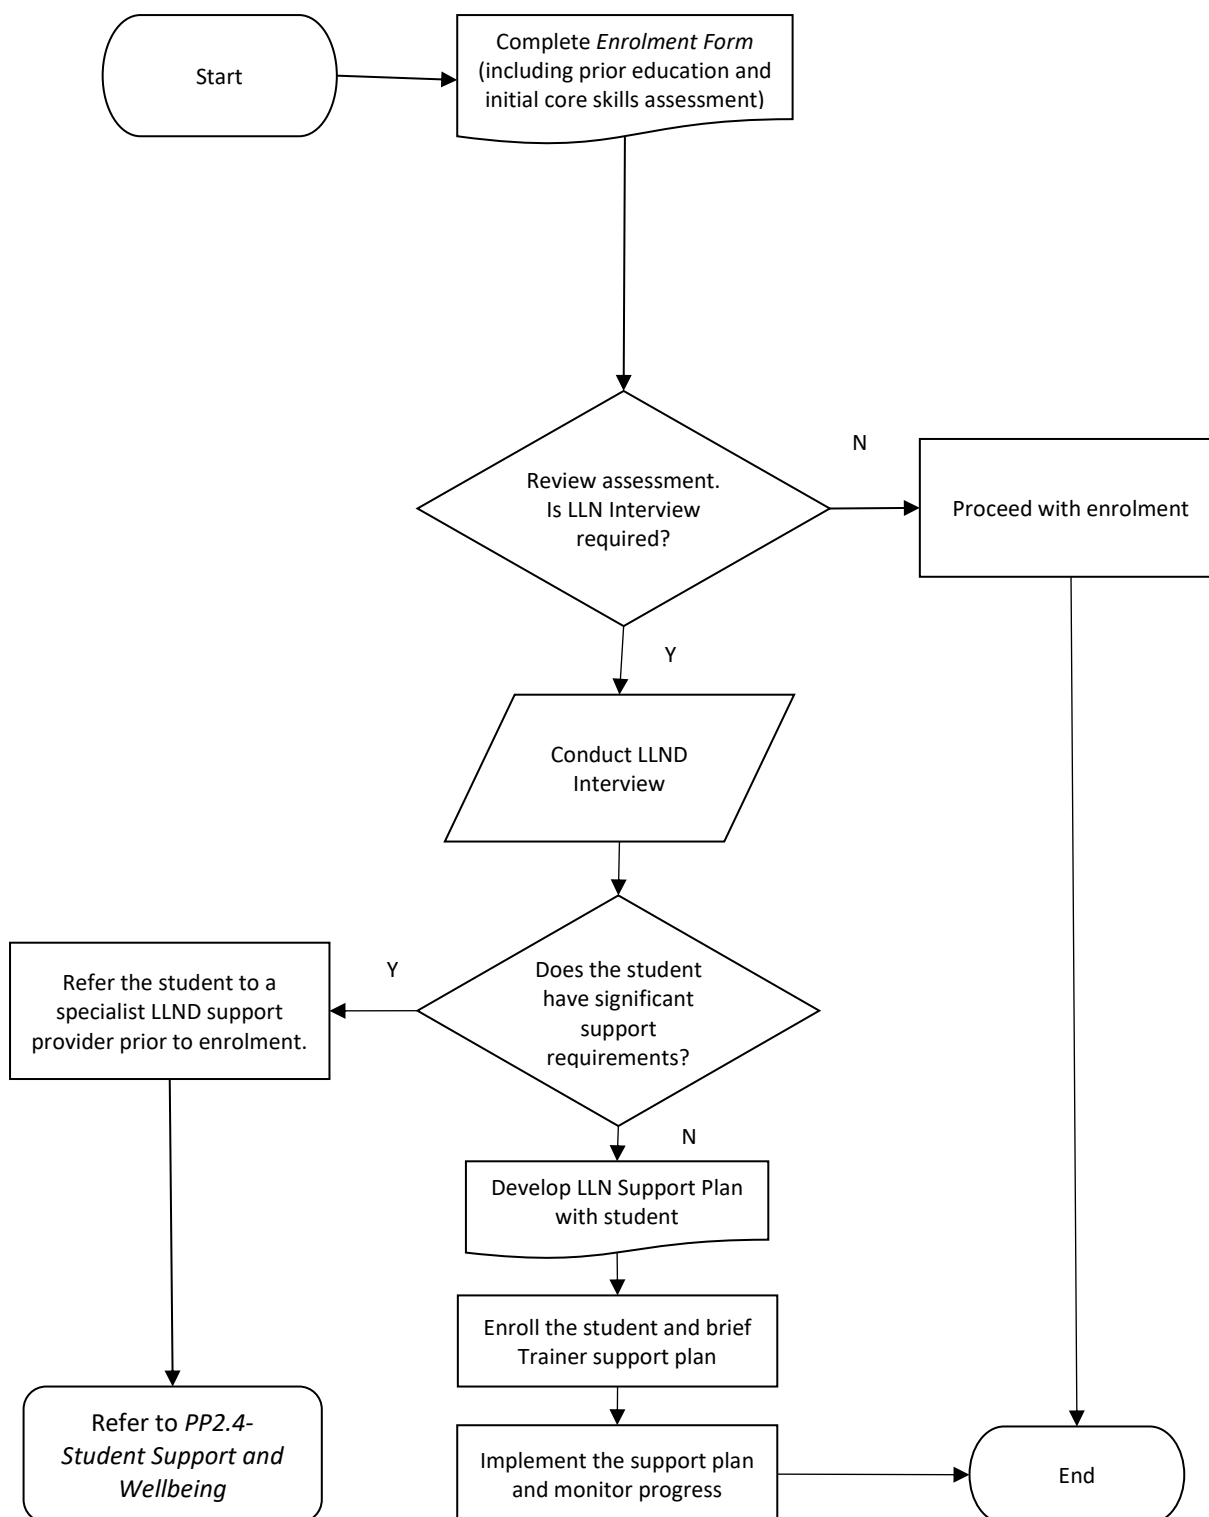 Start
Complete Enrolment Form
(including prior education and
initial core skills assessment)
Review assessment.
Is LLN Interview
required?
N
Proceed with enrolment
Y
Conduct LLND
Interview
Does the student
have significant
support
requirements?
Y
Refer the student to a
specialist LLND support
provider prior to enrolment.
N
Develop LLN Support Plan
with student
Enroll the student and brief
Trainer support plan
Refer to PP2.4-
Student Support and
Wellbeing
Implement the support plan
and monitor progress
End